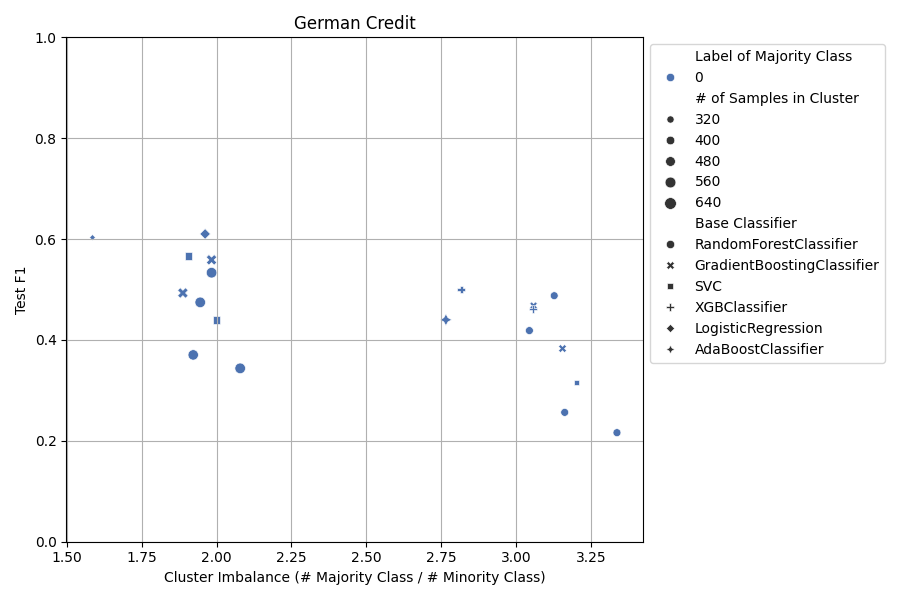 German Credit
1.0
0.8
0.6
0.4
0.2
0.0
Test F1
1.50 1.75 2.00 2.25 2.50 2.75 3.00 3.25
Cluster Imbalance (# Majority Class / # Minority Class)
Label of Majority Class
0
# of Samples in Cluster
320
400
480
560
640
Base Classifier
RandomForestClassifier
GradientBoostingClassifier
SVC
XGBClassifier
LogisticRegression
AdaBoostClassifier